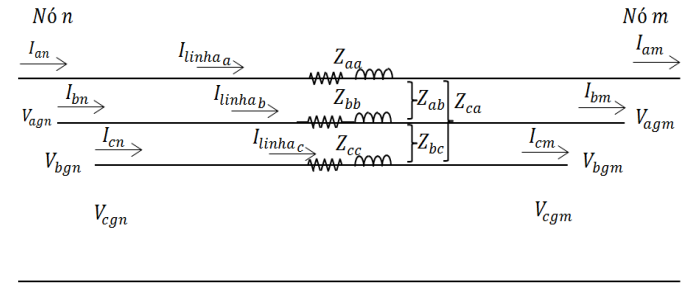 Nó n Nó m
I_an I_linha_a Z_aa I_am
I_bn I_linha_b Z_bb Z_ab Z_ca I_bm
V_agn V_agm
I_cn I_linha_c Z_cc Z_bc I_cm
V_bgn V_bgm
V_cgn V_cgm